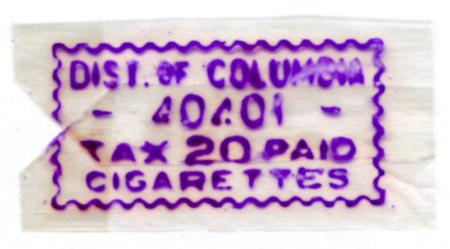 DIST. OF COLUMBIA
- 40401 -
TAX 20 PAID
CIGARETTES